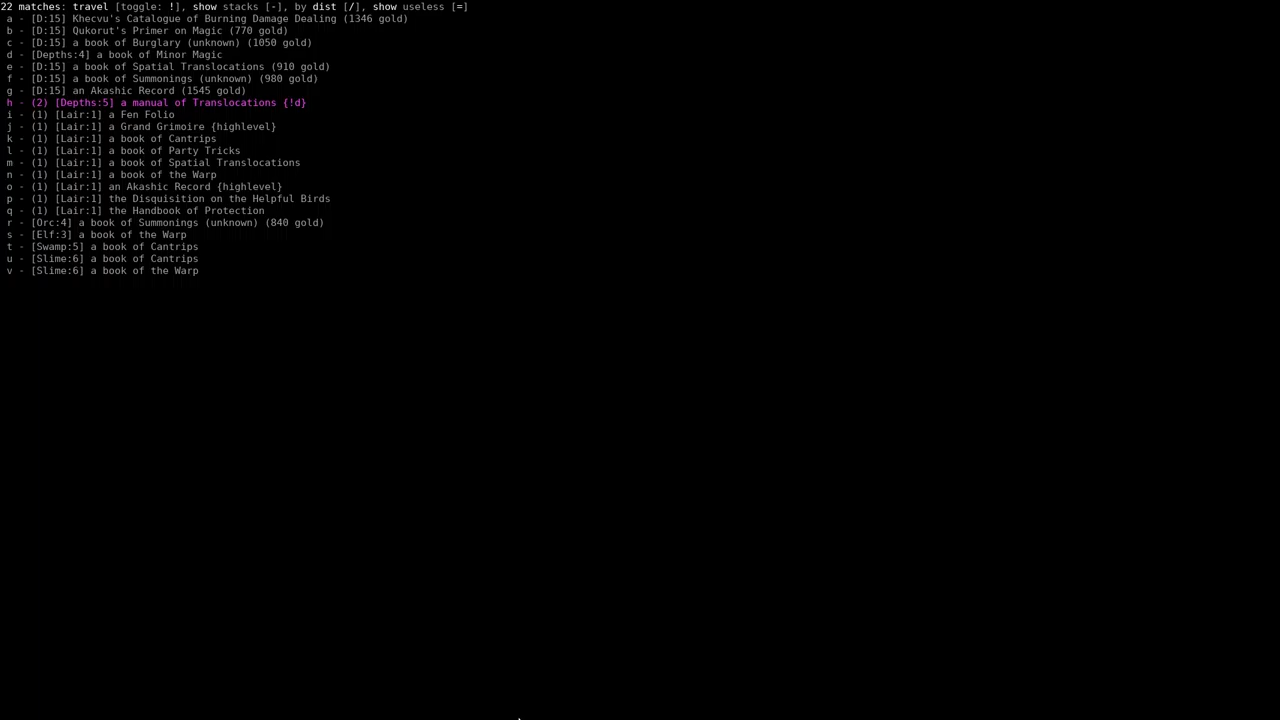 22 matches: travel [toggle: !], show stacks [-], by dist [/], show useless [=]
a - [D:15] Khecvu's Catalogue of Burning Damage Dealing (1346 gold)
b - [D:15] Qukorut's Primer on Magic (770 gold)
c - [D:15] a book of Burglary (unknown) (1050 gold)
d - [Depths:4] a book of Minor Magic
e - [D:15] a book of Spatial Translocations (910 gold)
f - [D:15] a book of Summonings (unknown) (980 gold)
g - [D:15] an Akashic Record (1545 gold)
h - (2) [Depths:5] a manual of Translocations {!d}
i - (1) [Lair:1] a Fen Folio
j - (1) [Lair:1] a Grand Grimoire {highlevel}
k - (1) [Lair:1] a book of Cantrips
l - (1) [Lair:1] a book of Party Tricks
m - (1) [Lair:1] a book of Spatial Translocations
n - (1) [Lair:1] a book of the Warp
o - (1) [Lair:1] an Akashic Record {highlevel}
p - (1) [Lair:1] the Disquisition on the Helpful Birds
q - (1) [Lair:1] the Handbook of Protection
r - [Orc:4] a book of Summonings (unknown) (840 gold)
s - [Elf:3] a book of the Warp
t - [Swamp:5] a book of Cantrips
u - [Slime:6] a book of Cantrips
v - [Slime:6] a book of the Warp